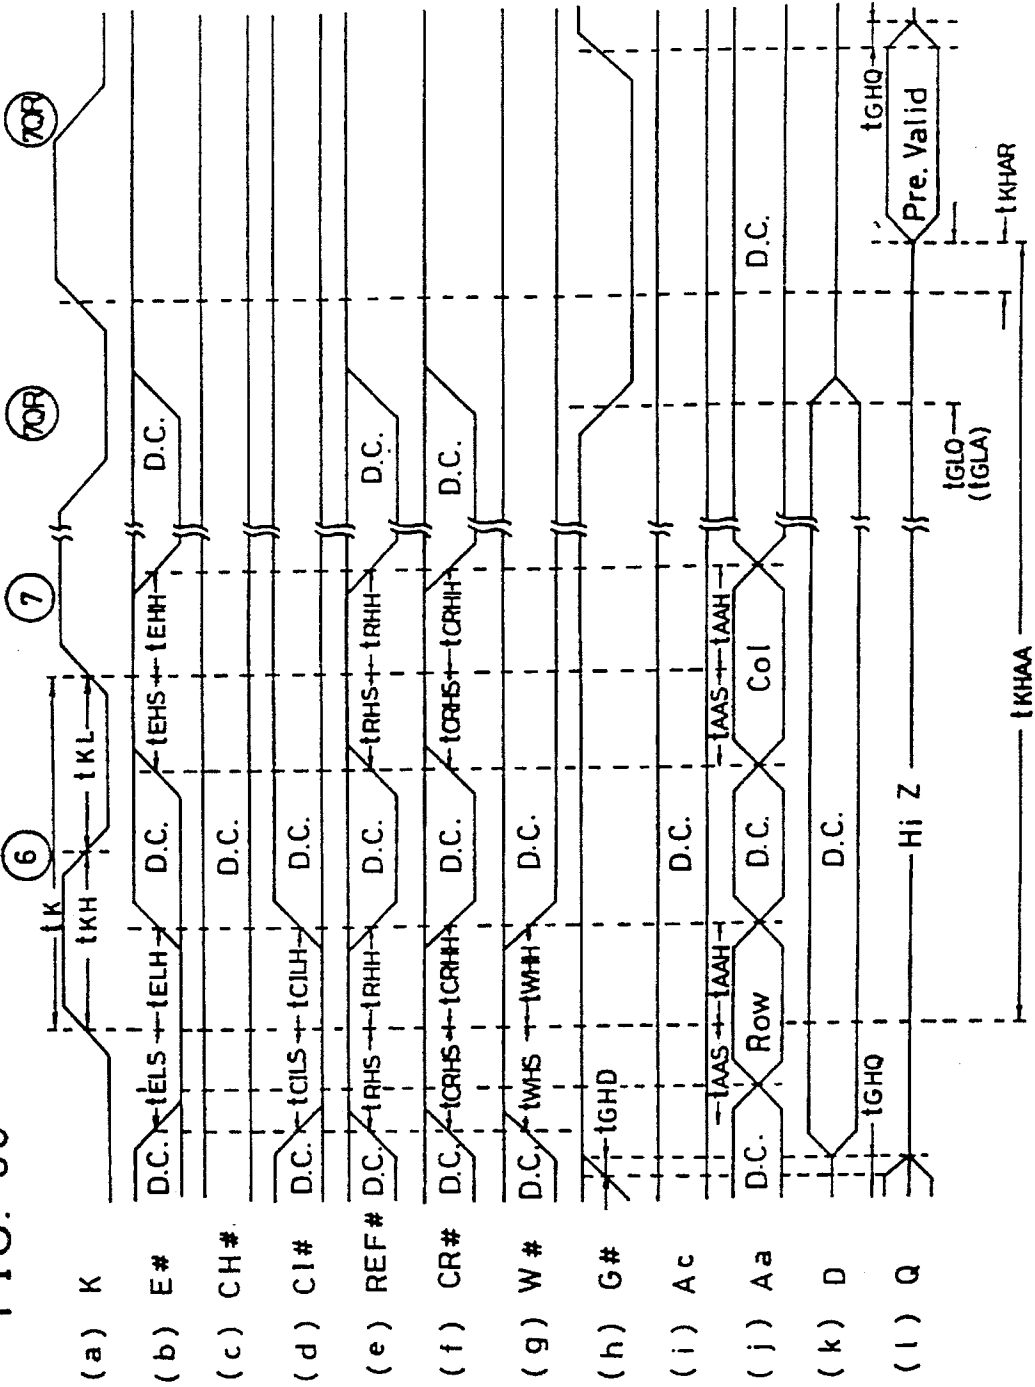 ⑥ ⑦ 7QR 7QR
tK
(a) K tKH tKL
(b) E# D.C. tELS tELH D.C. tEHS tEHH D.C.
(c) CH# D.C.
(d) CI# D.C. tCILS tCILH D.C.
(e) REF# D.C. tRHS tRHH D.C. tRHS tRHH D.C.
(f) CR# D.C. tCRHS tCRHH D.C. tCRHS tCRHH D.C.
(g) W# D.C. tWHS tWHH D.C.
(h) G# tGHD
(i) Ac D.C.
tAAS tAAH tAAS tAAH
(j) Aa D.C. Row D.C. Col D.C.
(k) D D.C.
tGHQ tGHQ
(l) Q Hi Z Pre. Valid
tGLQ
(tGLA)
tKHAR
tKHAA